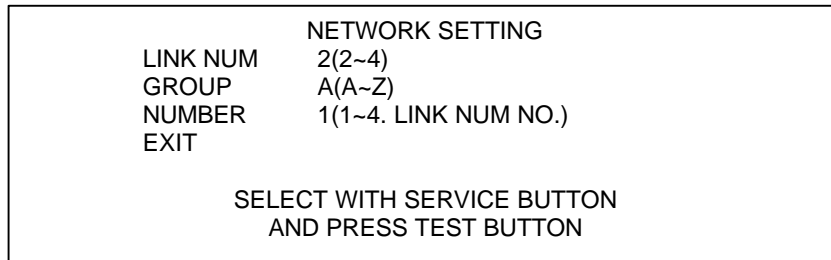 NETWORK SETTING
LINK NUM 2(2~4)
GROUP A(A~Z)
NUMBER 1(1~4. LINK NUM NO.)
EXIT
SELECT WITH SERVICE BUTTON
AND PRESS TEST BUTTON